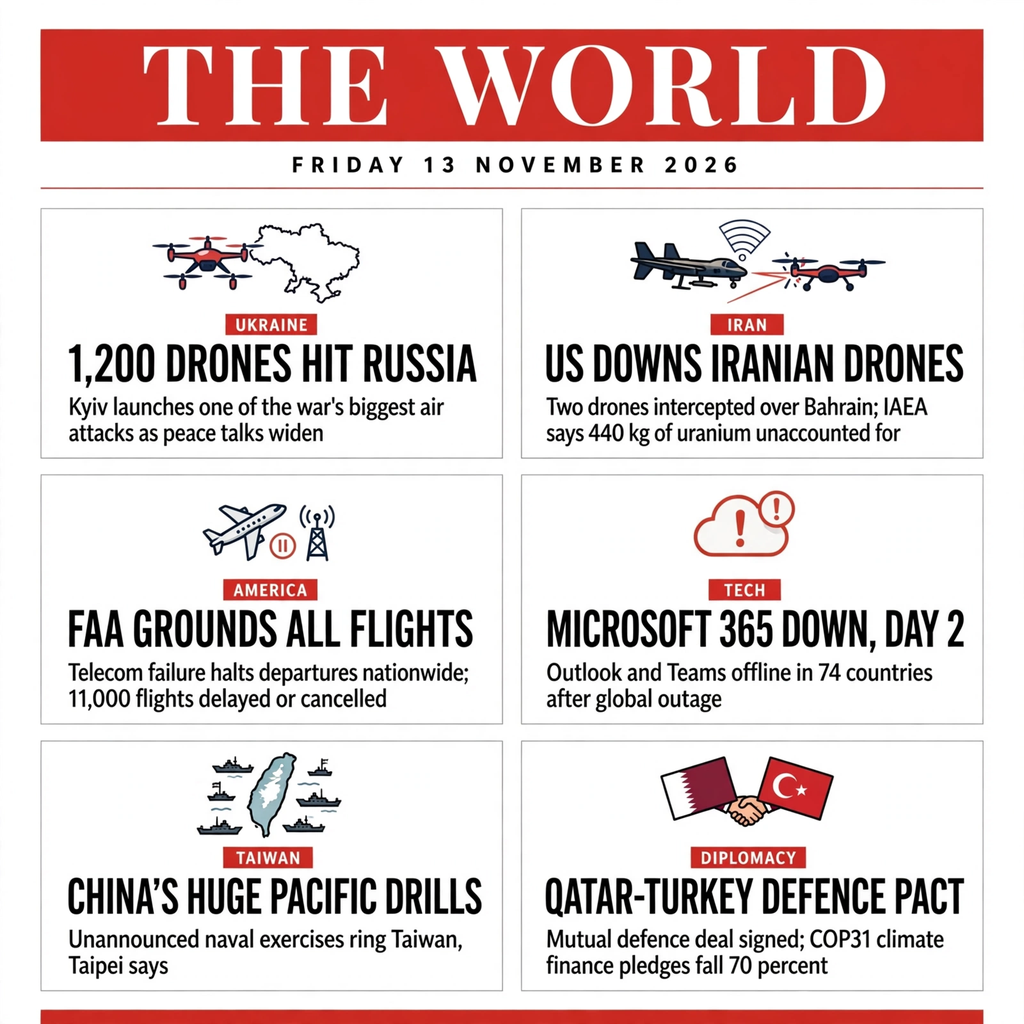 THE WORLD
FRIDAY 13 NOVEMBER 2026
UKRAINE
1,200 DRONES HIT RUSSIA
Kyiv launches one of the war's biggest air
attacks as peace talks widen
IRAN
US DOWNS IRANIAN DRONES
Two drones intercepted over Bahrain; IAEA
says 440 kg of uranium unaccounted for
AMERICA
FAA GROUNDS ALL FLIGHTS
Telecom failure halts departures nationwide;
11,000 flights delayed or cancelled
TECH
MICROSOFT 365 DOWN, DAY 2
Outlook and Teams offline in 74 countries
after global outage
TAIWAN
CHINA'S HUGE PACIFIC DRILLS
Unannounced naval exercises ring Taiwan,
Taipei says
DIPLOMACY
QATAR-TURKEY DEFENCE PACT
Mutual defence deal signed; COP31 climate
finance pledges fall 70 percent